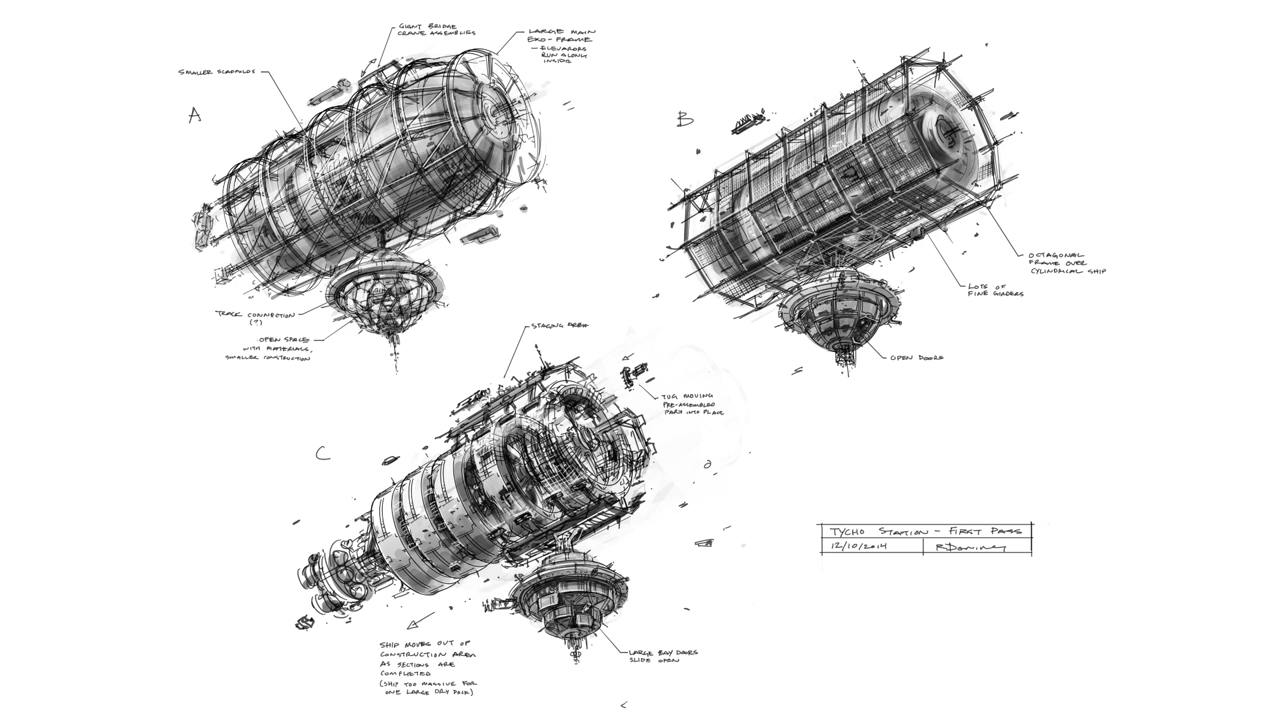 GIANT BRIDGE
CRANE ASSEMBLIES
LARGE MAIN
EXO-FRAME
- ELEVATORS
RUN ALONG
INSIDE
SMALLER SCAFFOLDS
A
TRACK CONNECTION
(?)
OPEN SPACE
WITH MATERIALS,
SMALLER CONSTRUCTION
B
OCTAGONAL
FRAME OVER
CYLINDRICAL SHIP
LOTS OF
FINE GIRDERS
OPEN DOORS
C
STAGING AREA
TUG MOVING
PRE-ASSEMBLED
PART INTO PLACE
SHIP MOVES OUT OF
CONSTRUCTION AREA
AS SECTIONS ARE
COMPLETED
(SHIP TOO MASSIVE FOR
ONE LARGE DRY DOCK)
LARGE BAY DOORS
SLIDE OPEN
TYCHO STATION - FIRST PASS
12/10/2014